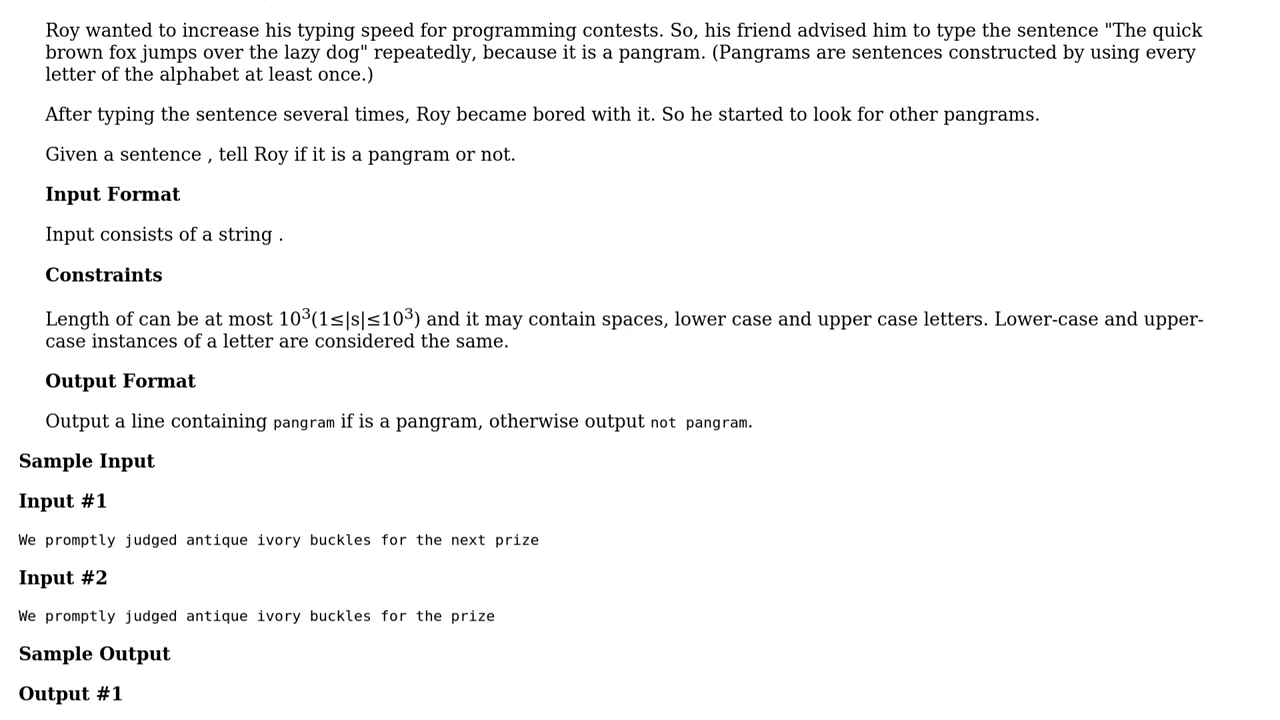 Roy wanted to increase his typing speed for programming contests. So, his friend advised him to type the sentence "The quick
brown fox jumps over the lazy dog" repeatedly, because it is a pangram. (Pangrams are sentences constructed by using every
letter of the alphabet at least once.)
After typing the sentence several times, Roy became bored with it. So he started to look for other pangrams.
Given a sentence , tell Roy if it is a pangram or not.
Input Format
Input consists of a string .
Constraints
Length of can be at most 10³(1≤|s|≤10³) and it may contain spaces, lower case and upper case letters. Lower-case and upper-
case instances of a letter are considered the same.
Output Format
Output a line containing pangram if is a pangram, otherwise output not pangram.
Sample Input
Input #1
We promptly judged antique ivory buckles for the next prize
Input #2
We promptly judged antique ivory buckles for the prize
Sample Output
Output #1